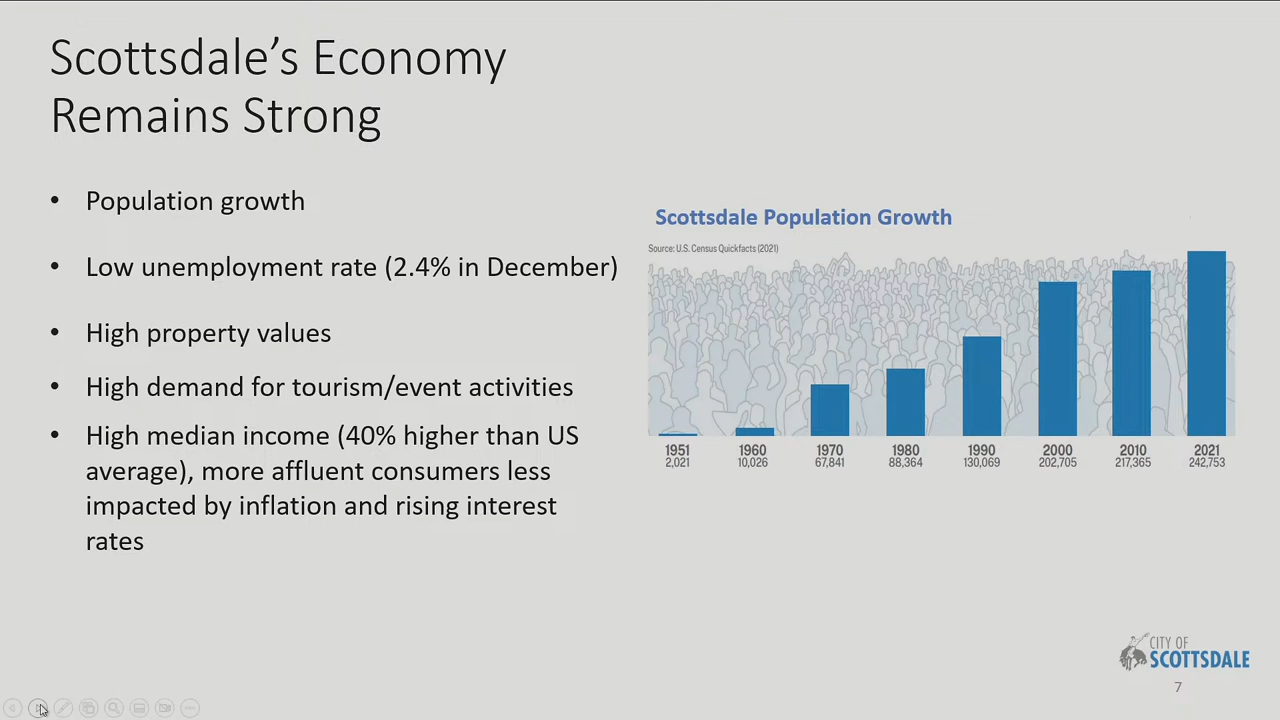 Scottsdale’s Economy
Remains Strong
• Population growth
• Low unemployment rate (2.4% in December)
• High property values
• High demand for tourism/event activities
• High median income (40% higher than US
average), more affluent consumers less
impacted by inflation and rising interest
rates
Scottsdale Population Growth
Source: U.S. Census Quickfacts (2021)
1951 1960 1970 1980 1990 2000 2010 2021
2,021 10,026 67,841 88,364 130,069 202,705 217,365 242,753
CITY OF
SCOTTSDALE
7